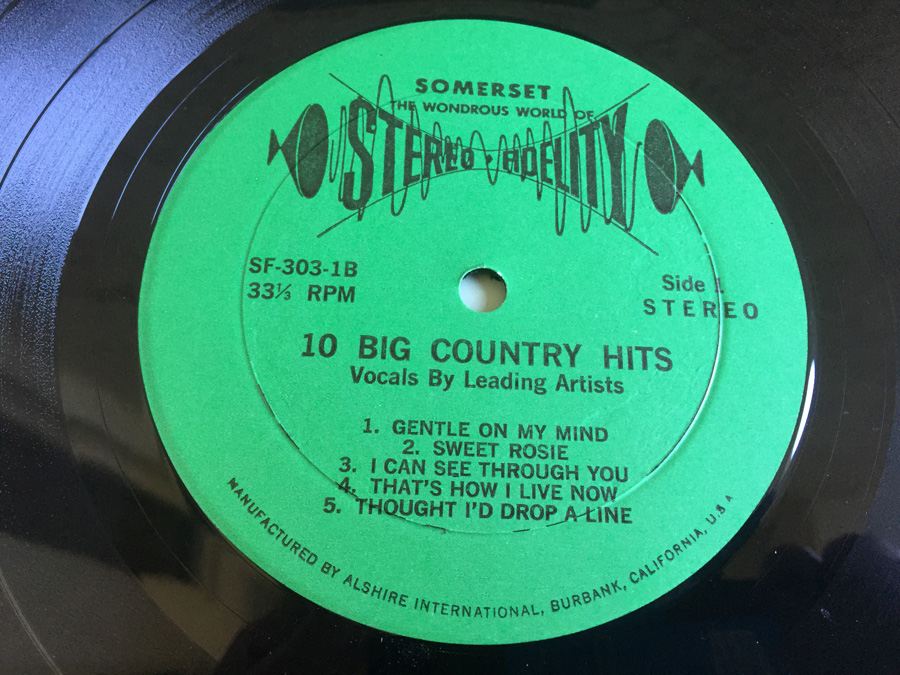 SOMERSET
THE WONDROUS WORLD OF
STEREO · FIDELITY
SF-303-1B
33⅓ RPM
Side 1
STEREO
10 BIG COUNTRY HITS
Vocals By Leading Artists
1. GENTLE ON MY MIND
2. SWEET ROSIE
3. I CAN SEE THROUGH YOU
4. THAT'S HOW I LIVE NOW
5. THOUGHT I'D DROP A LINE
MANUFACTURED BY ALSHIRE INTERNATIONAL, BURBANK, CALIFORNIA, U.S.A